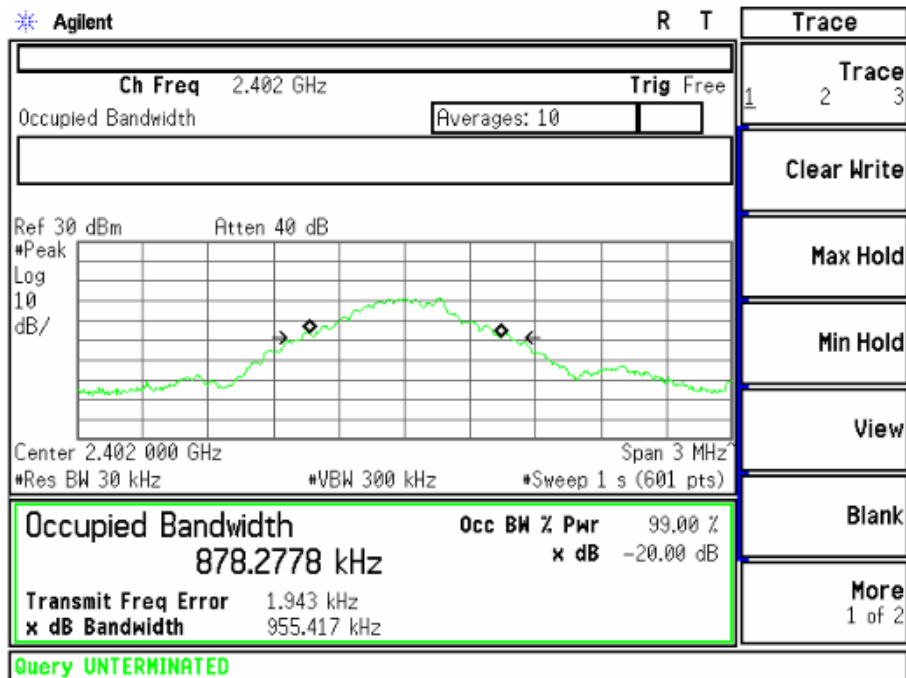 Agilent R T Trace
Ch Freq 2.402 GHz Trig Free
Occupied Bandwidth Averages: 10
Ref 30 dBm Atten 40 dB
#Peak
Log
10
dB/
Center 2.402 000 GHz Span 3 MHz
#Res BW 30 kHz #VBW 300 kHz #Sweep 1 s (601 pts)
Occupied Bandwidth Occ BW % Pwr 99.00 %
878.2778 kHz x dB -20.00 dB
Transmit Freq Error 1.943 kHz
x dB Bandwidth 955.417 kHz
Query UNTERMINATED
Trace
1 2 3
Clear Write
Max Hold
Min Hold
View
Blank
More
1 of 2